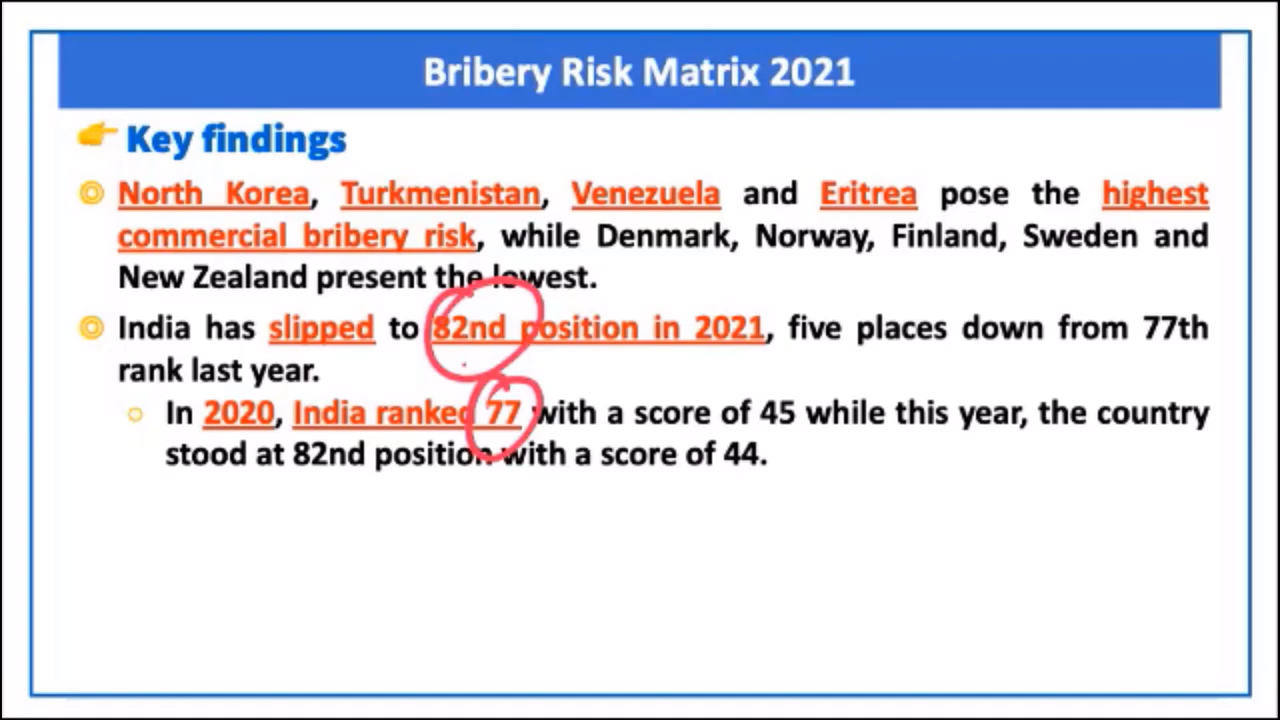 Bribery Risk Matrix 2021
Key findings
North Korea, Turkmenistan, Venezuela and Eritrea pose the highest
commercial bribery risk, while Denmark, Norway, Finland, Sweden and
New Zealand present the lowest.
India has slipped to 82nd position in 2021, five places down from 77th
rank last year.
In 2020, India ranked 77 with a score of 45 while this year, the country
stood at 82nd position with a score of 44.